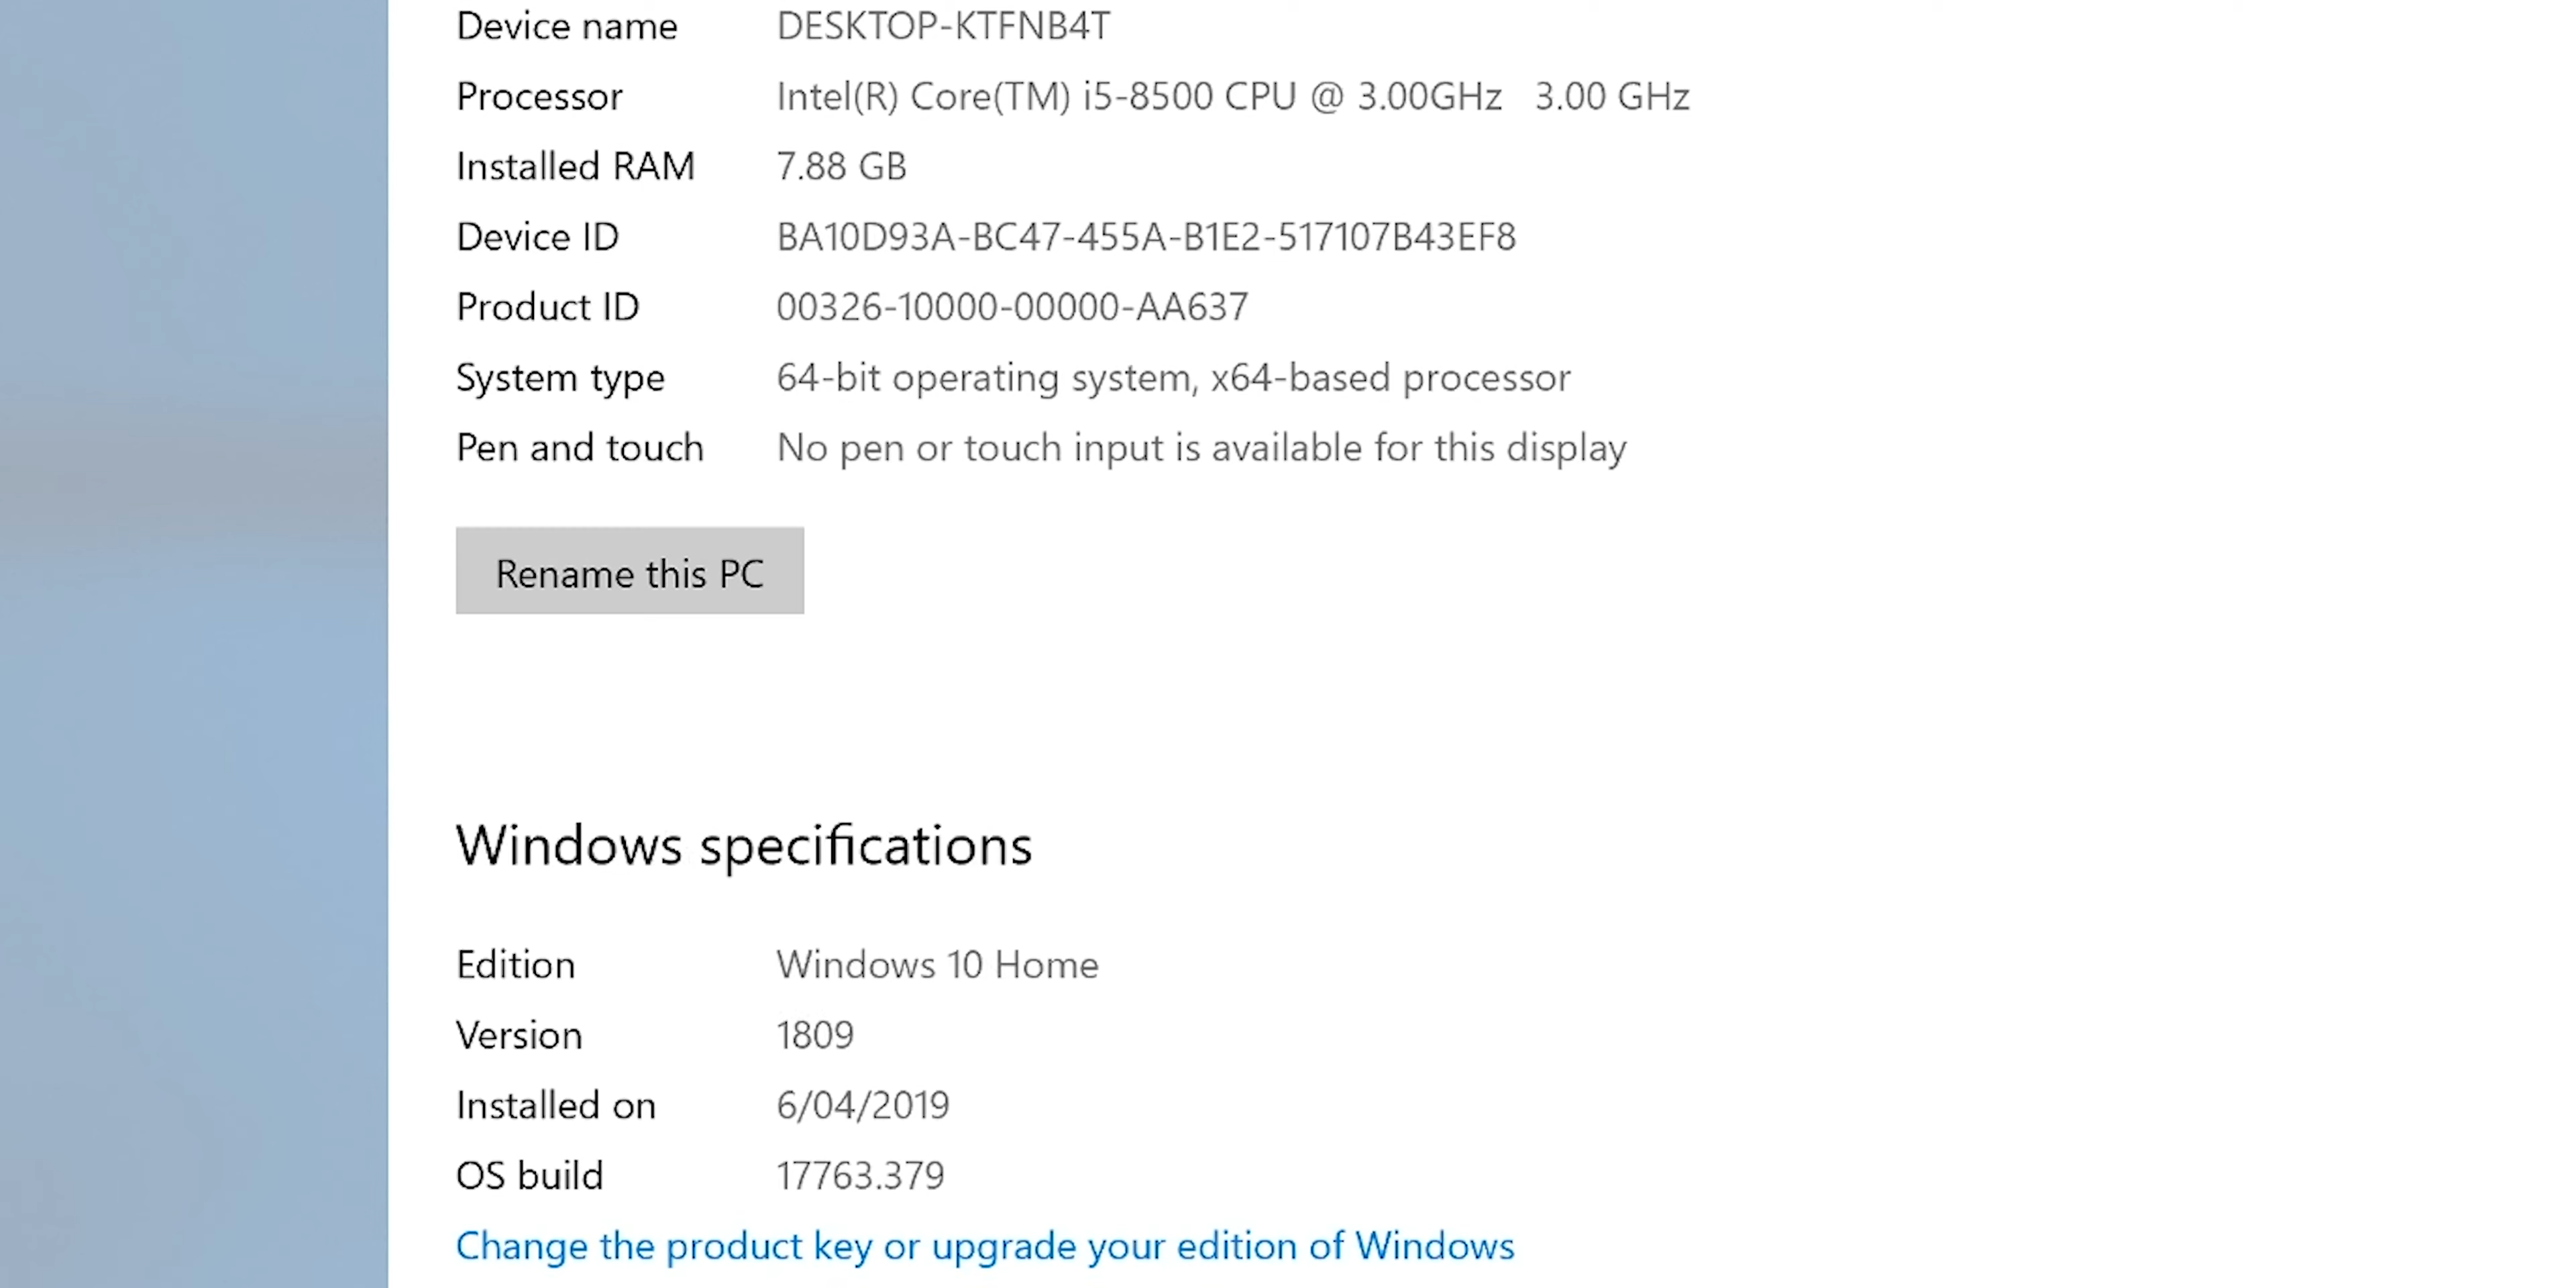 Device name DESKTOP-KTFNB4T
Processor Intel(R) Core(TM) i5-8500 CPU @ 3.00GHz 3.00 GHz
Installed RAM 7.88 GB
Device ID BA10D93A-BC47-455A-B1E2-517107B43EF8
Product ID 00326-10000-00000-AA637
System type 64-bit operating system, x64-based processor
Pen and touch No pen or touch input is available for this display
Rename this PC
Windows specifications
Edition Windows 10 Home
Version 1809
Installed on 6/04/2019
OS build 17763.379
Change the product key or upgrade your edition of Windows